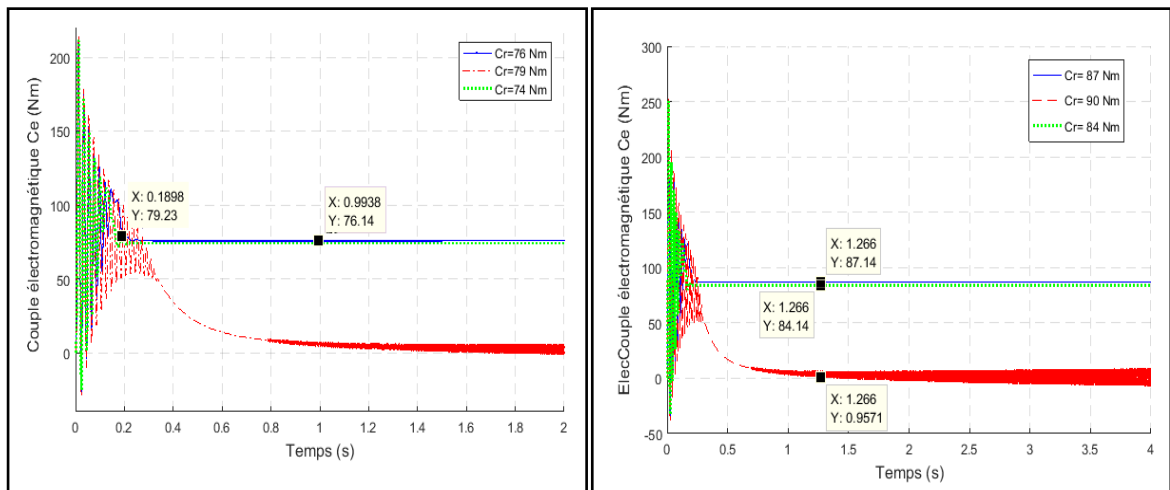 Couple électromagnétique Ce (Nm)
200
150
100
50
0
0
0.2
0.4
0.6
0.8
1
1.2
1.4
1.6
1.8
2
Temps (s)
Cr=76 Nm
Cr=79 Nm
Cr=74 Nm
X: 0.1898
Y: 79.23
X: 0.9938
Y: 76.14
ElecCouple électromagnétique Ce (Nm)
300
250
200
150
100
50
0
-50
0
0.5
1
1.5
2
2.5
3
3.5
4
Temps (s)
Cr= 87 Nm
Cr= 90 Nm
Cr= 84 Nm
X: 1.266
Y: 87.14
X: 1.266
Y: 84.14
X: 1.266
Y: 0.9571